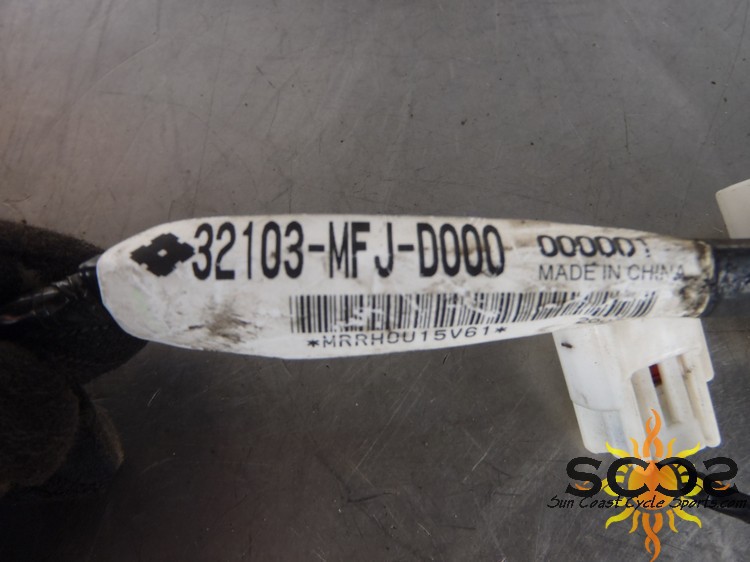 32103-MFJ-D000
000001
MADE IN CHINA
*MRRH0U15V61*
SCCS
Sun Coast Cycle Sports.com